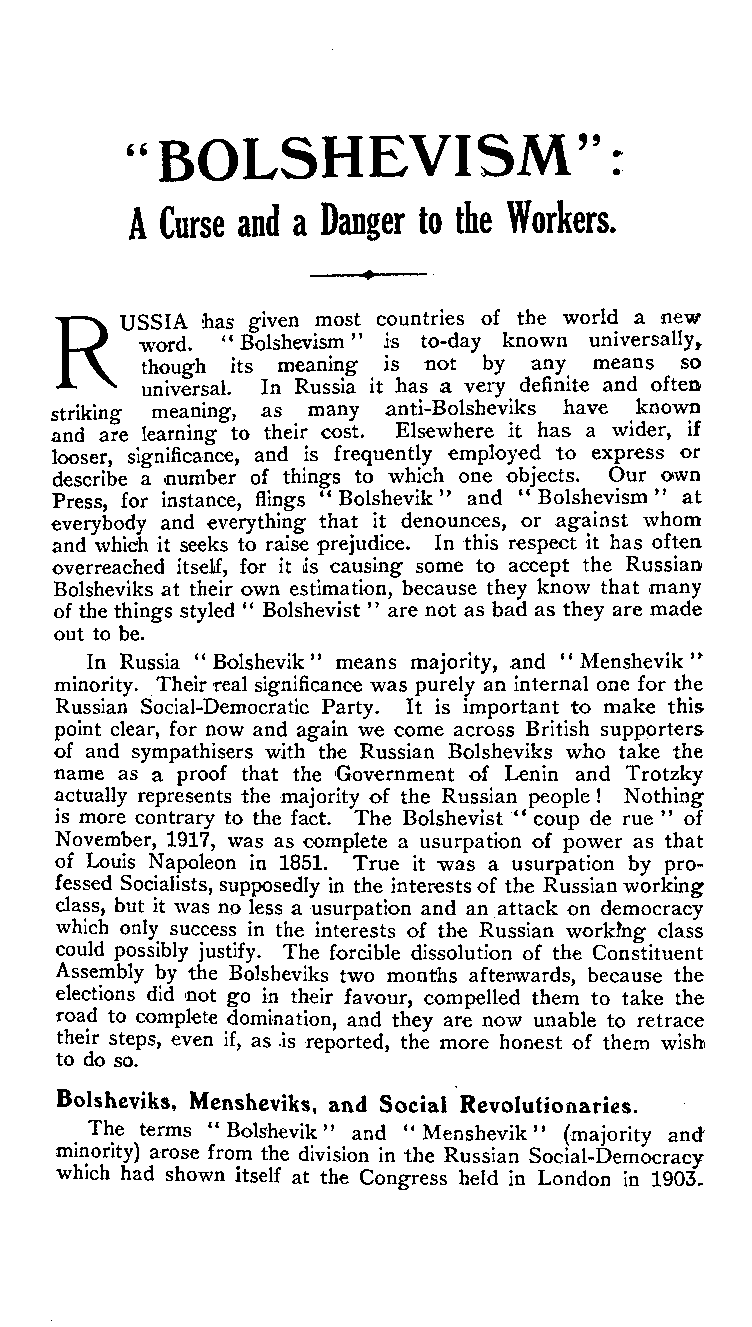 “BOLSHEVISM”:
A Curse and a Danger to the Workers.
RUSSIA has given most countries of the world a new
word. “Bolshevism” is to-day known universally,
though its meaning is not by any means so
universal. In Russia it has a very definite and often
striking meaning, as many anti-Bolsheviks have known
and are learning to their cost. Elsewhere it has a wider, if
looser, significance, and is frequently employed to express or
describe a number of things to which one objects. Our own
Press, for instance, flings “Bolshevik” and “Bolshevism” at
everybody and everything that it denounces, or against whom
and which it seeks to raise prejudice. In this respect it has often
overreached itself, for it is causing some to accept the Russian
Bolsheviks at their own estimation, because they know that many
of the things styled “Bolshevist” are not as bad as they are made
out to be.
In Russia “Bolshevik” means majority, and “Menshevik”
minority. Their real significance was purely an internal one for the
Russian Social-Democratic Party. It is important to make this
point clear, for now and again we come across British supporters
of and sympathisers with the Russian Bolsheviks who take the
name as a proof that the Government of Lenin and Trotzky
actually represents the majority of the Russian people! Nothing
is more contrary to the fact. The Bolshevist “coup de rue” of
November, 1917, was as complete a usurpation of power as that
of Louis Napoleon in 1851. True it was a usurpation by pro-
fessed Socialists, supposedly in the interests of the Russian working
class, but it was no less a usurpation and an attack on democracy
which only success in the interests of the Russian working class
could possibly justify. The forcible dissolution of the Constituent
Assembly by the Bolsheviks two months afterwards, because the
elections did not go in their favour, compelled them to take the
road to complete domination, and they are now unable to retrace
their steps, even if, as is reported, the more honest of them wish
to do so.
Bolsheviks, Mensheviks, and Social Revolutionaries.
The terms “Bolshevik” and “Menshevik” (majority and
minority) arose from the division in the Russian Social-Democracy
which had shown itself at the Congress held in London in 1903.